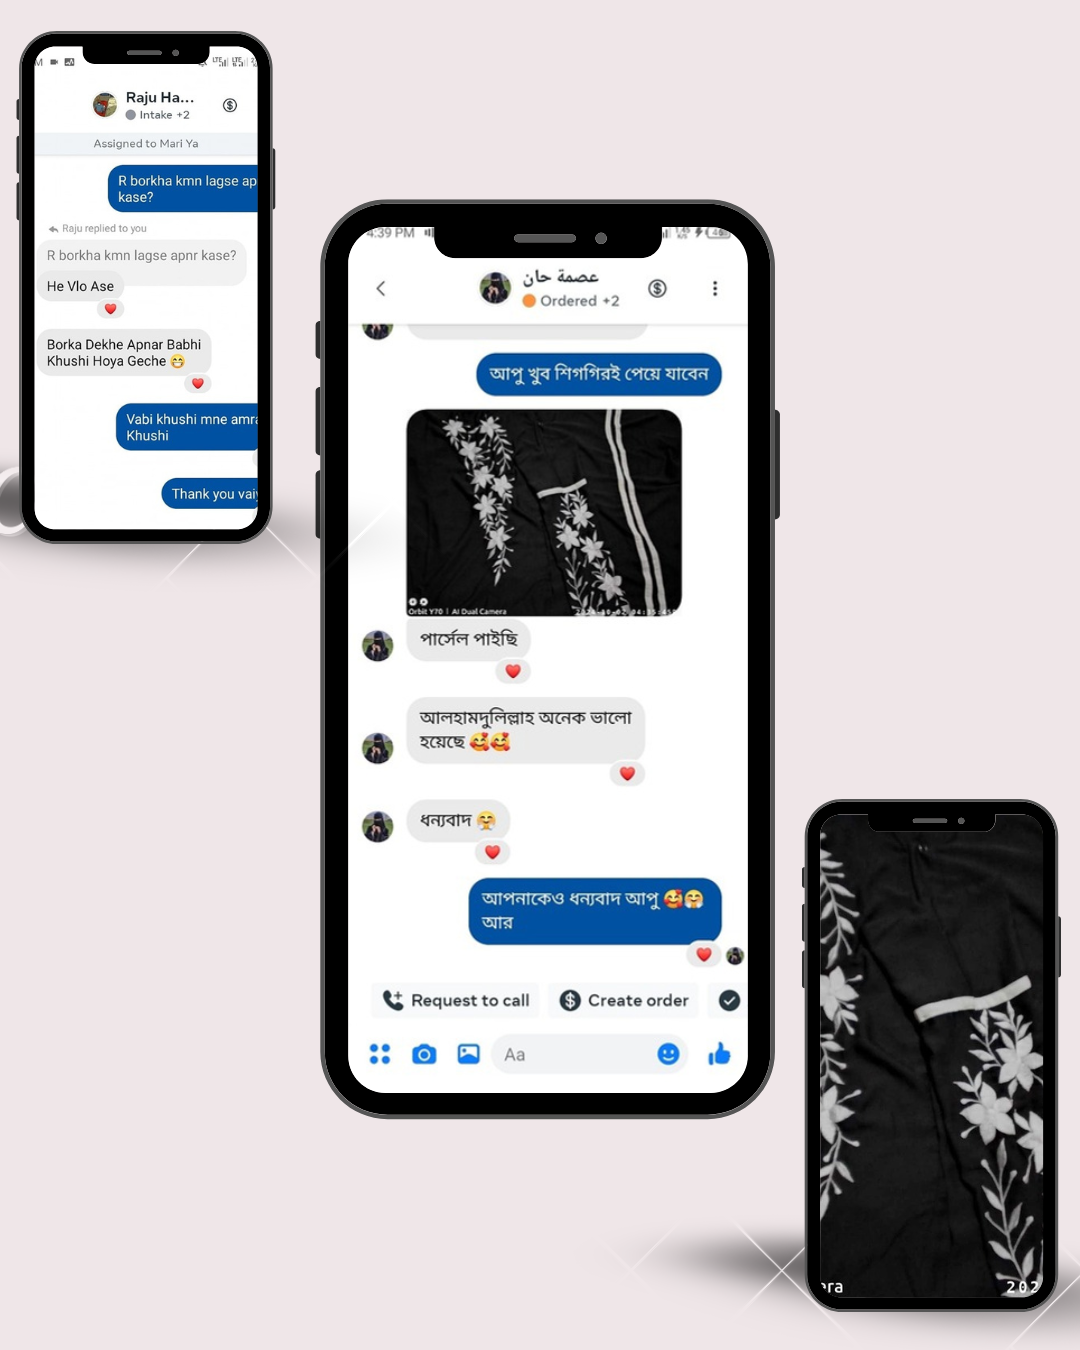 Raju Ha...
Intake +2
Assigned to Mari Ya
R borkha kmn lagse ap
kase?
Raju replied to you
R borkha kmn lagse apnr kase?
He Vlo Ase
Borka Dekhe Apnar Babhi
Khushi Hoya Geche 😁
Vabi khushi mne amra
Khushi
Thank you vaiy
4:39 PM
عصمة حان
Ordered +2
আপু খুব শিগগিরই পেয়ে যাবেন
Orbit Y70 | AI Dual Camera
পার্সেল পাইছি
আলহামদুলিল্লাহ অনেক ভালো
হয়েছে 🥰🥰
ধন্যবাদ 🤗
আপনাকেও ধন্যবাদ আপু 🥰🤗
আর
Request to call
Create order
Aa
era
202